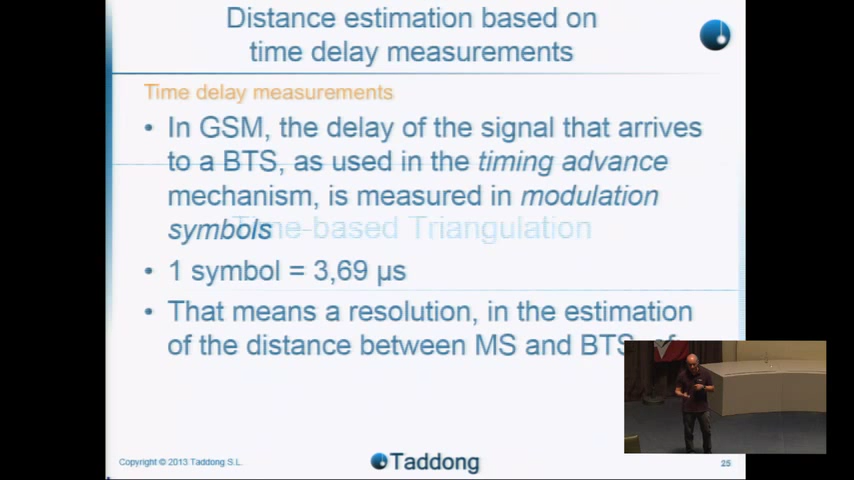 Distance estimation based on
time delay measurements
Time delay measurements
• In GSM, the delay of the signal that arrives
to a BTS, as used in the timing advance
mechanism, is measured in modulation
symbols
Time-based Triangulation
• 1 symbol = 3,69 µs
• That means a resolution, in the estimation
of the distance between MS and BTS, of
Copyright © 2013 Taddong S.L.
Taddong
25